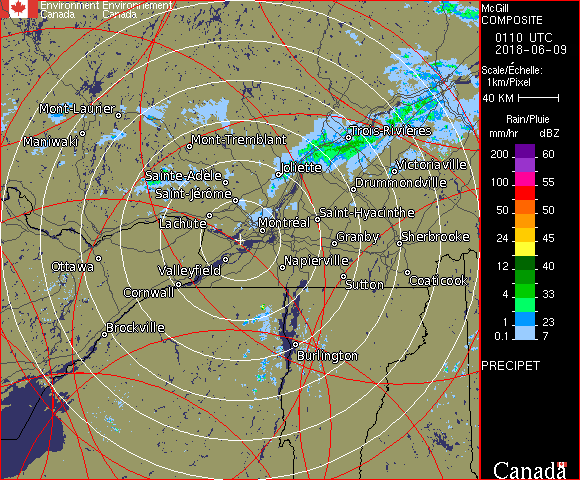 Environment Environnement
Canada Canada
McGill
COMPOSITE
0110 UTC
2018-06-09
Scale/Échelle:
1km/Pixel
40 KM
Rain/Pluie
mm/hr dBZ
200 60
100 55
50 50
24 45
12 40
4 33
1 23
0.1 7
PRECIPET
Canada
Mont-Laurier
Maniwaki
Mont-Tremblant
Trois-Rivières
Joliette
Victoriaville
Sainte-Adèle
Drummondville
Saint-Jérôme
Saint-Hyacinthe
Lachute
Montréal
Granby
Sherbrooke
Ottawa
Valleyfield
Napierville
Cornwall
Sutton
Coaticook
Brockville
Burlington